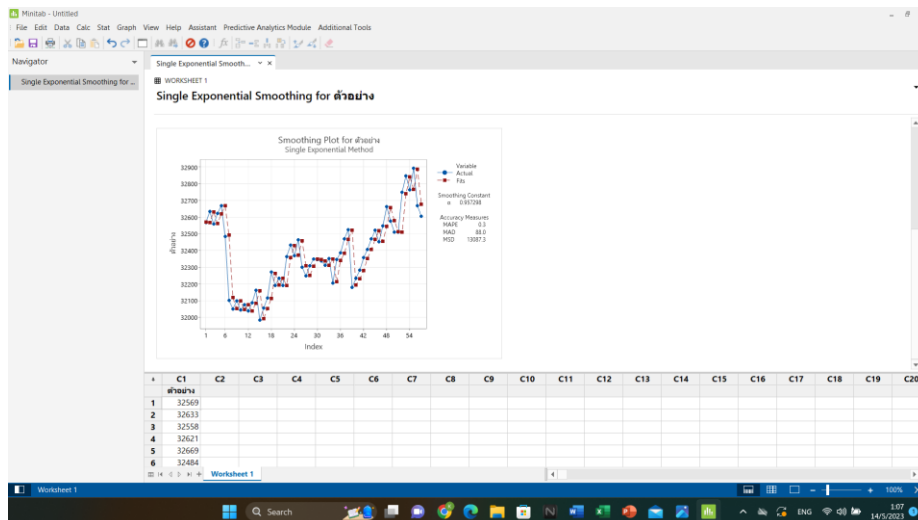 Minitab - Untitled
File Edit Data Calc Stat Graph View Help Assistant Predictive Analytics Module Additional Tools
Navigator
Single Exponential Smoothing for ...
Single Exponential Smooth...
WORKSHEET 1
Single Exponential Smoothing for ตัวอย่าง
Smoothing Plot for ตัวอย่าง
Single Exponential Method
32900
32800
32700
32600
32500
32400
32300
32200
32100
32000
ตัวอย่าง
1 6 12 18 24 30 36 42 48 54
Index
Variable
Actual
Fits
Smoothing Constant
α 0.957298
Accuracy Measures
MAPE 0.3
MAD 88.0
MSD 13087.3
C1 C2 C3 C4 C5 C6 C7 C8 C9 C10 C11 C12 C13 C14 C15 C16 C17 C18 C19 C20
ตัวอย่าง
1 32569
2 32633
3 32558
4 32621
5 32669
6 32484
Worksheet 1
Worksheet 1
100%
Search
ENG
1:07
14/5/2023